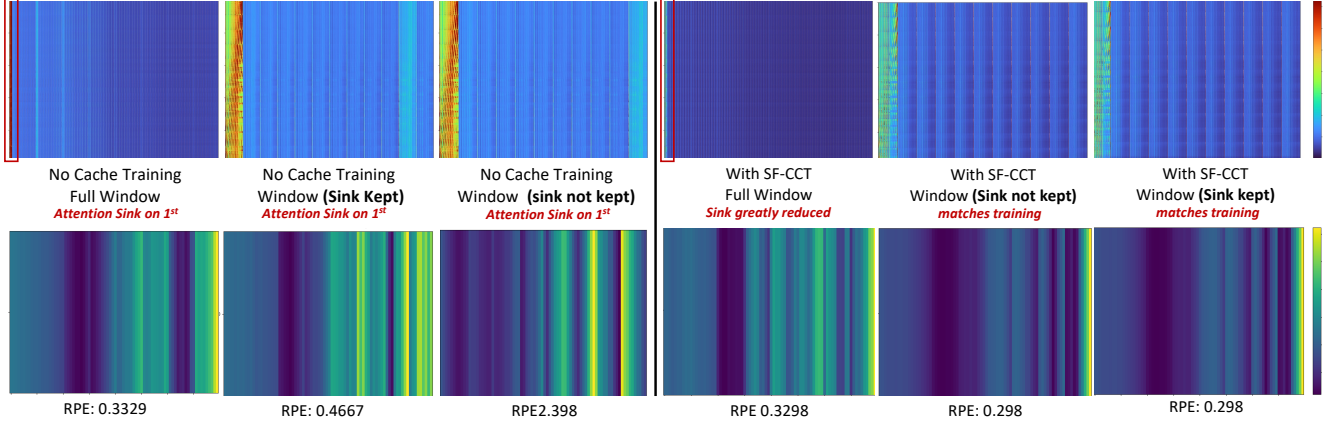 No Cache Training
Full Window
Attention Sink on 1st
No Cache Training
Window (Sink Kept)
Attention Sink on 1st
No Cache Training
Window (sink not kept)
Attention Sink on 1st
With SF-CCT
Full Window
Sink greatly reduced
With SF-CCT
Window (Sink not kept)
matches training
With SF-CCT
Window (Sink kept)
matches training
RPE: 0.3329
RPE: 0.4667
RPE2.398
RPE 0.3298
RPE: 0.298
RPE: 0.298